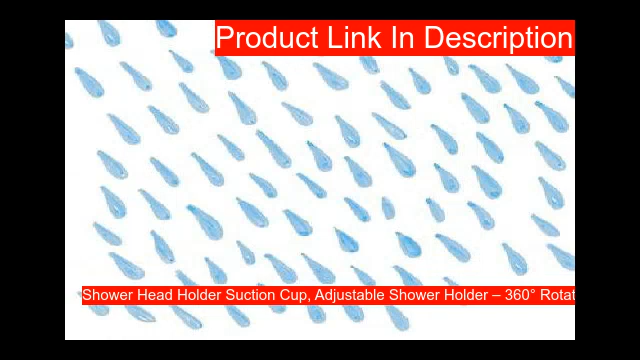 Product Link In Description
Shower Head Holder Suction Cup, Adjustable Shower Holder – 360° Rotat